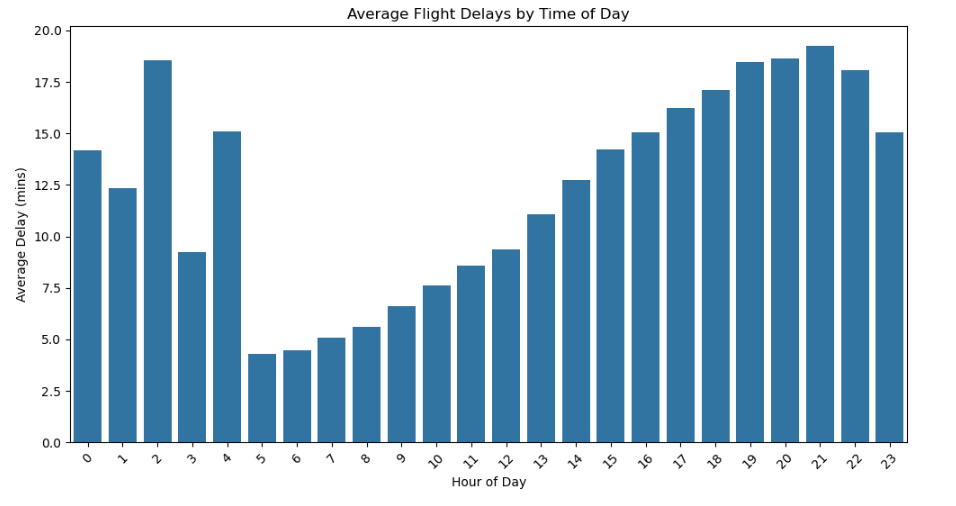 Average Flight Delays by Time of Day
20.0
17.5
15.0
12.5
10.0
7.5
5.0
2.5
0.0
Average Delay (mins)
0 1 2 3 4 5 6 7 8 9 10 11 12 13 14 15 16 17 18 19 20 21 22 23
Hour of Day